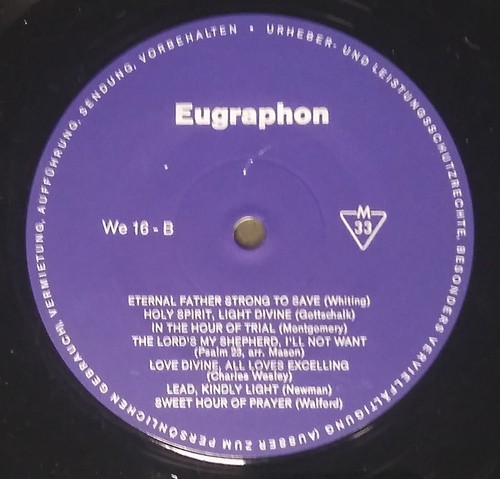 URHEBER- UND LEISTUNGSSCHUTZRECHTE, BESONDERS VERVIELFÄLTIGUNG (AUßER ZUM PERSÖNLICHEN GEBRAUCH), VERMIETUNG, AUFFÜHRUNG, SENDUNG, VORBEHALTEN •
Eugraphon
We 16 - B
M
33
ETERNAL FATHER STRONG TO SAVE (Whiting)
HOLY SPIRIT, LIGHT DIVINE (Gottschalk)
IN THE HOUR OF TRIAL (Montgomery)
THE LORD'S MY SHEPHERD, I'LL NOT WANT
(Psalm 23, arr. Mason)
LOVE DIVINE, ALL LOVES EXCELLING
(Charles Wesley)
LEAD, KINDLY LIGHT (Newman)
SWEET HOUR OF PRAYER (Walford)